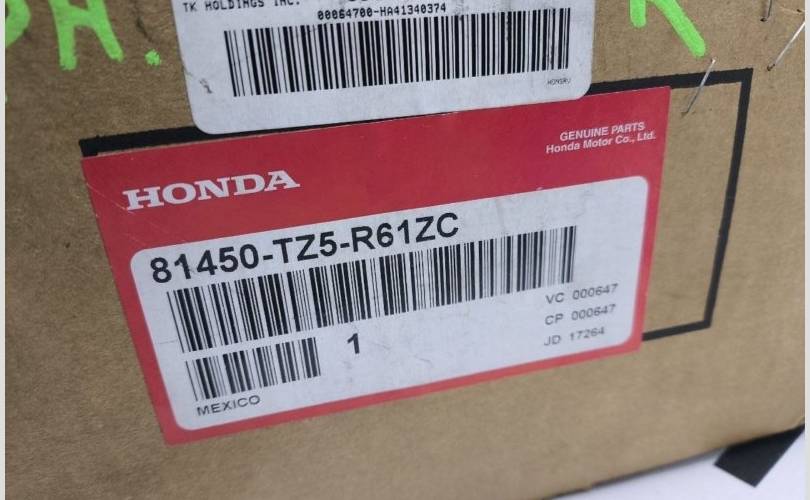 TK HOLDINGS INC.
00064700-HA41340374
HONSRV
GENUINE PARTS
Honda Motor Co., Ltd.
HONDA
81450-TZ5-R61ZC
1
VC 000647
CP 000647
JD 17264
MEXICO